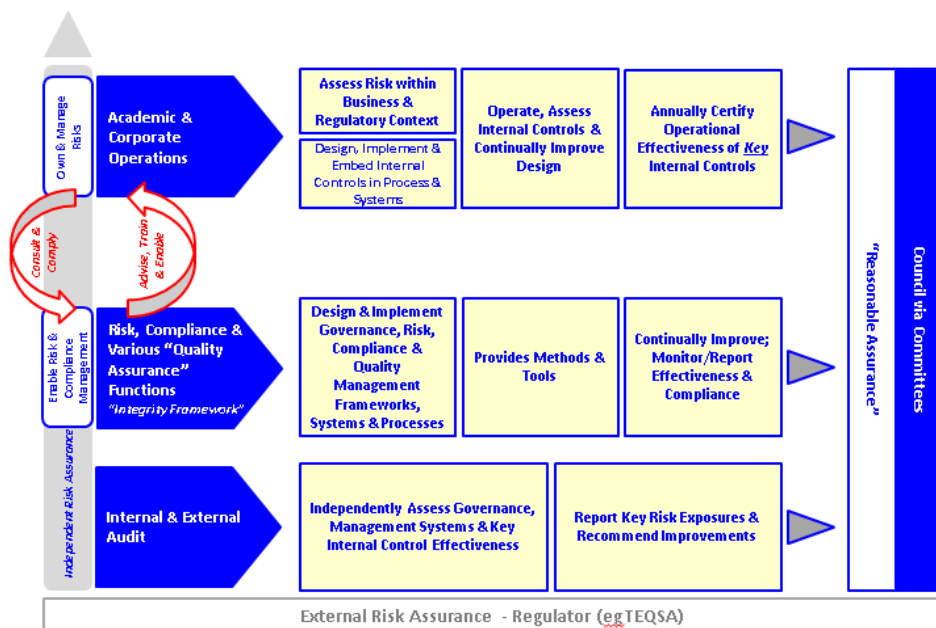 Own & Manage
Risks
Academic &
Corporate
Operations
Assess Risk within
Business &
Regulatory Context
Design, Implement &
Embed Internal
Controls in Process &
Systems
Operate, Assess
Internal Controls &
Continually Improve
Design
Annually Certify
Operational
Effectiveness of Key
Internal Controls
Consult &
Comply
Advise, Train
& Enable
Enable Risk &
Compliance
Management
Risk, Compliance &
Various “Quality
Assurance”
Functions
“Integrity Framework”
Design & Implement
Governance, Risk,
Compliance &
Quality
Management
Frameworks,
Systems & Processes
Provides Methods &
Tools
Continually Improve;
Monitor/Report
Effectiveness &
Compliance
Independent Risk Assurance
Internal & External
Audit
Independently Assess Governance,
Management Systems & Key
Internal Control Effectiveness
Report Key Risk Exposures &
Recommend Improvements
“Reasonable Assurance”
Council via Committees
External Risk Assurance - Regulator (egTEQSA)